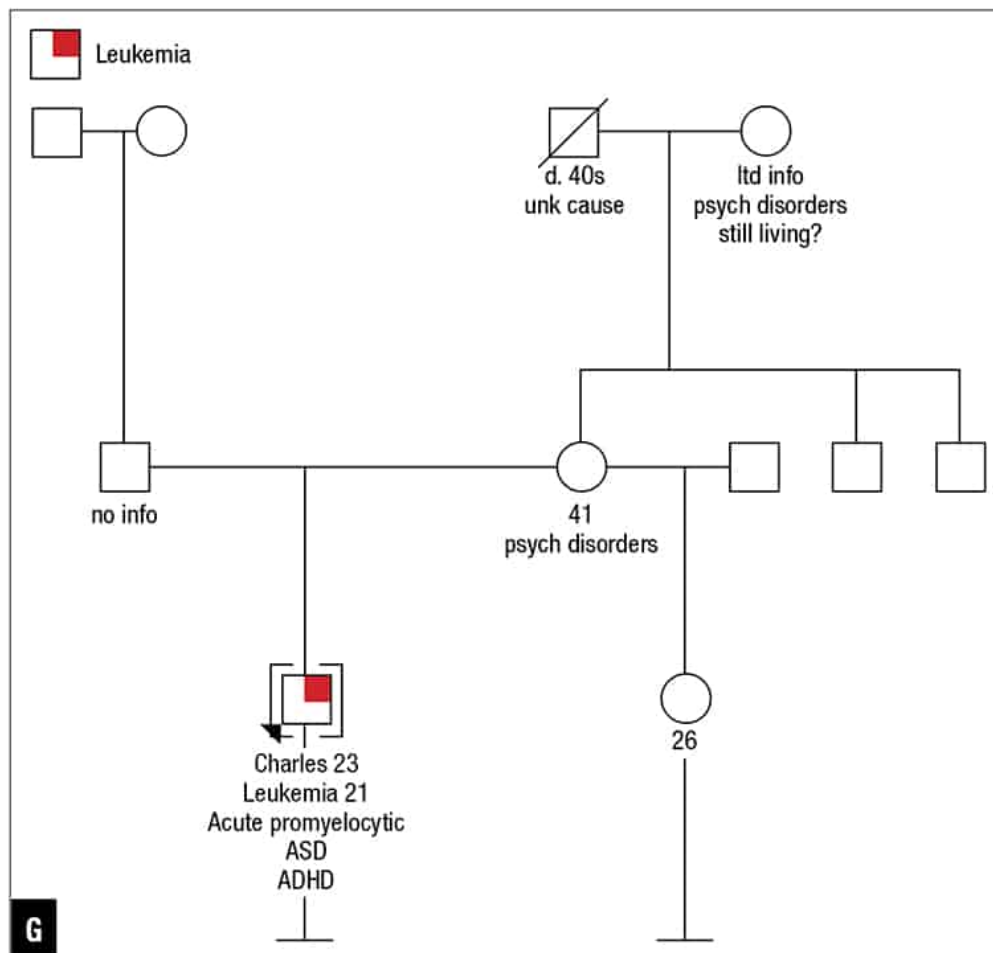 Leukemia
d. 40s
unk cause
ltd info
psych disorders
still living?
no info
41
psych disorders
Charles 23
Leukemia 21
Acute promyelocytic
ASD
ADHD
26
G